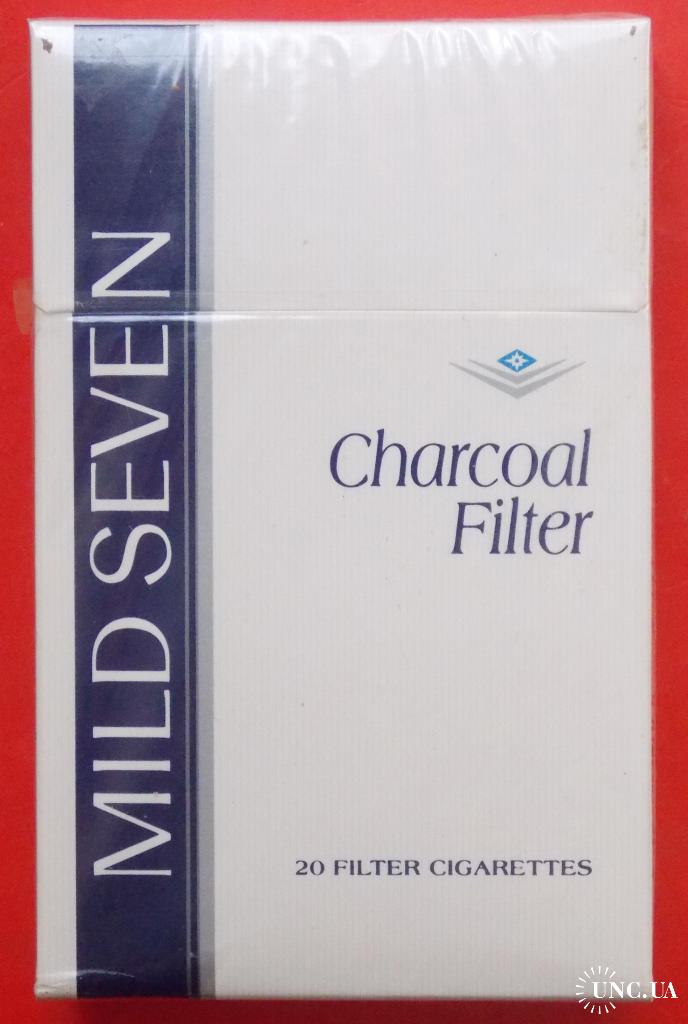 MILD SEVEN
Charcoal
Filter
20 FILTER CIGARETTES
UNC.UA